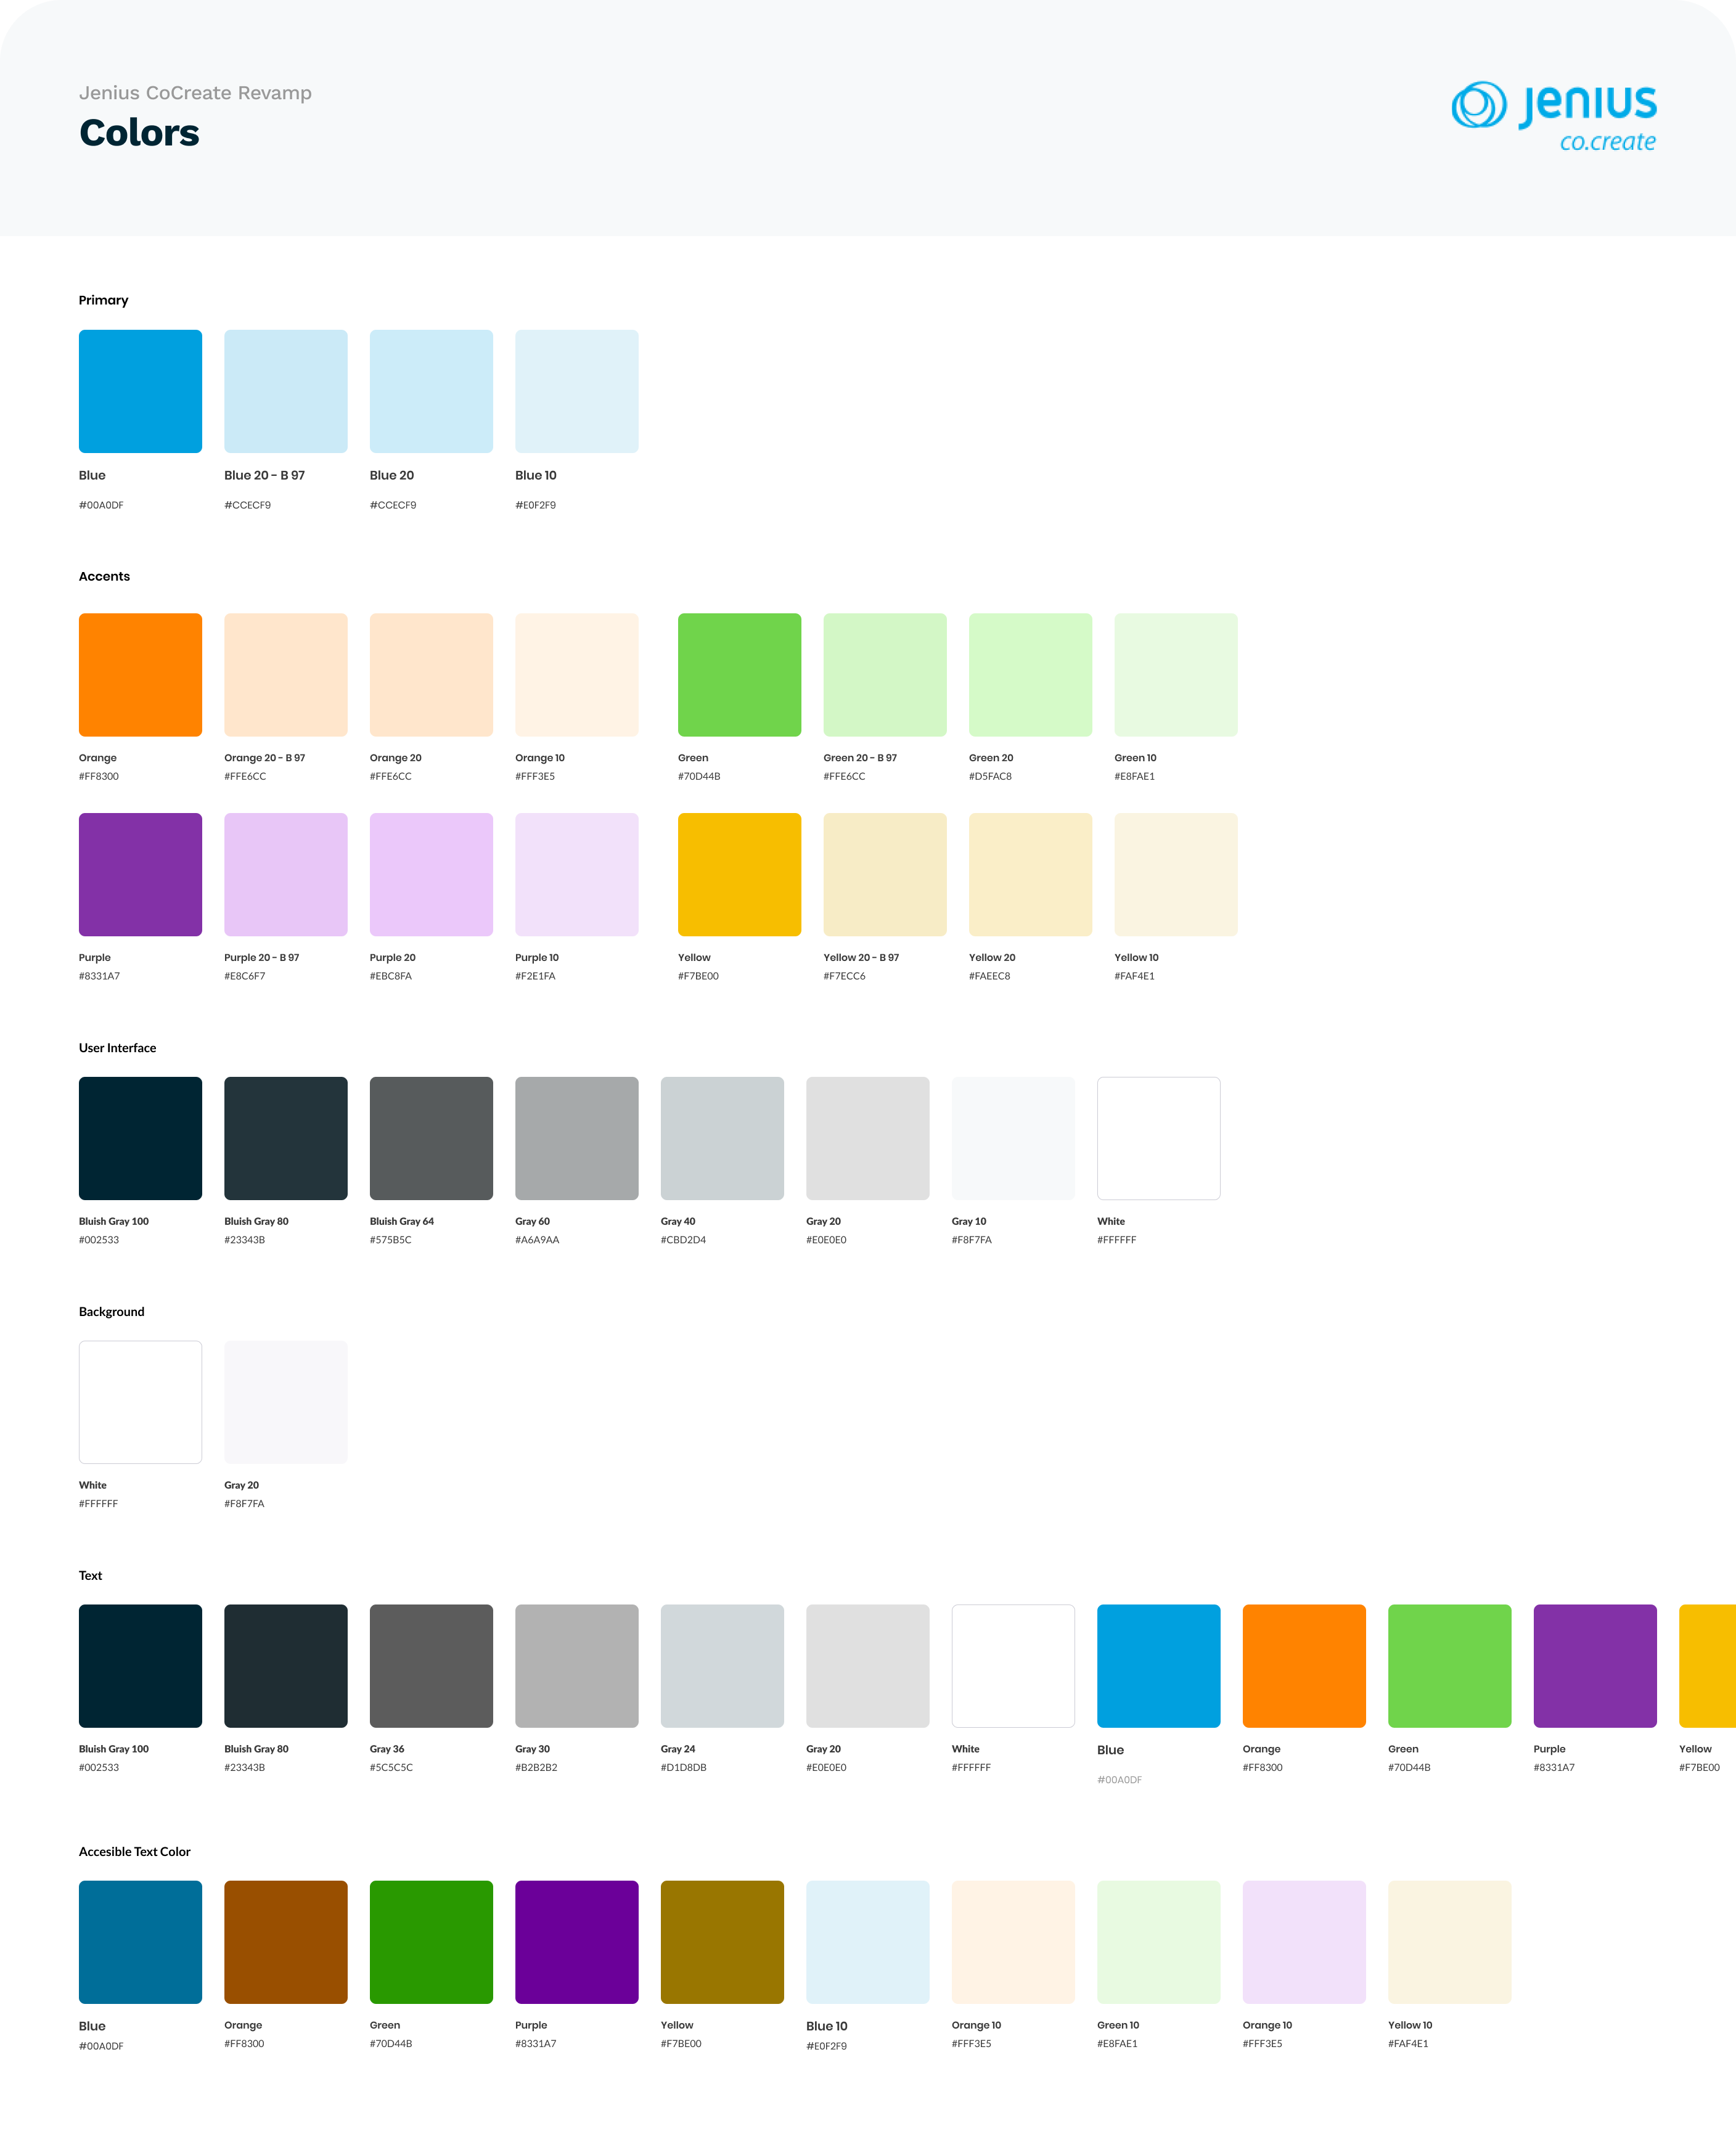 Jenius CoCreate Revamp
Colors
jenius
co.create
Primary
Blue
Blue 20 - B 97
Blue 20
Blue 10
#00A0DF
#CCECF9
#CCECF9
#E0F2F9
Accents
Orange
Orange 20 - B 97
Orange 20
Orange 10
Green
Green 20 - B 97
Green 20
Green 10
#FF8300
#FFE6CC
#FFE6CC
#FFF3E5
#70D44B
#FFE6CC
#D5FAC8
#E8FAE1
Purple
Purple 20 - B 97
Purple 20
Purple 10
Yellow
Yellow 20 - B 97
Yellow 20
Yellow 10
#8331A7
#E8C6F7
#EBC8FA
#F2E1FA
#F7BE00
#F7ECC6
#FAEEC8
#FAF4E1
User Interface
Bluish Gray 100
Bluish Gray 80
Bluish Gray 64
Gray 60
Gray 40
Gray 20
Gray 10
White
#002533
#23343B
#575B5C
#A6A9AA
#CBD2D4
#E0E0E0
#F8F7FA
#FFFFFF
Background
White
Gray 20
#FFFFFF
#F8F7FA
Text
Bluish Gray 100
Bluish Gray 80
Gray 36
Gray 30
Gray 24
Gray 20
White
Blue
Orange
Green
Purple
Yellow
#002533
#23343B
#5C5C5C
#B2B2B2
#D1D8DB
#E0E0E0
#FFFFFF
#00A0DF
#FF8300
#70D44B
#8331A7
#F7BE00
Accesible Text Color
Blue
Orange
Green
Purple
Yellow
Blue 10
Orange 10
Green 10
Orange 10
Yellow 10
#00A0DF
#FF8300
#70D44B
#8331A7
#F7BE00
#E0F2F9
#FFF3E5
#E8FAE1
#FFF3E5
#FAF4E1